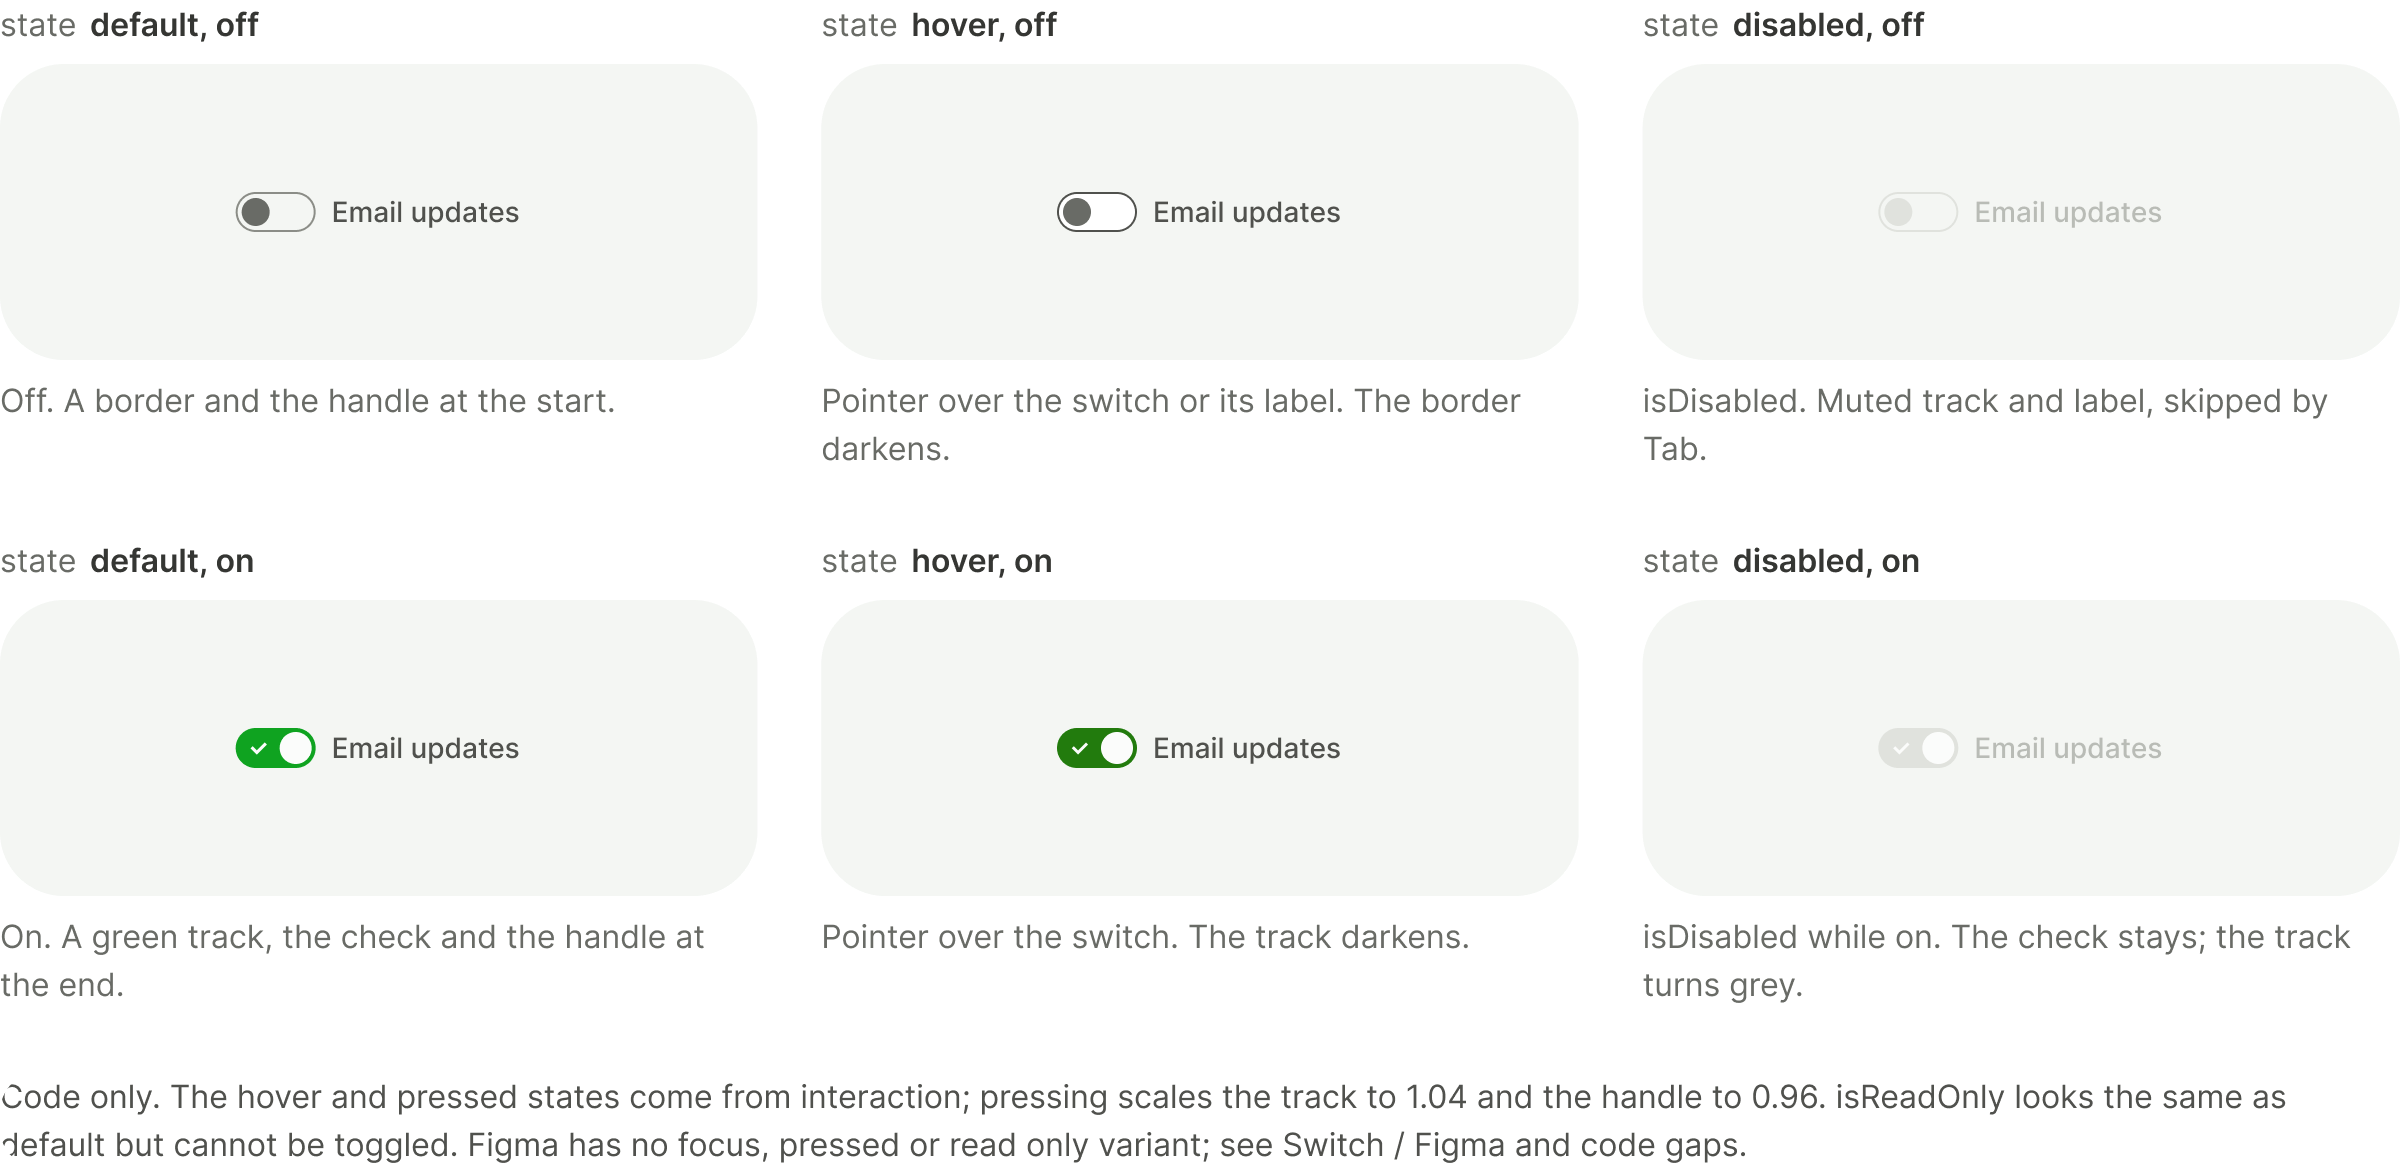 state default, off
Email updates
Off. A border and the handle at the start.
state hover, off
Email updates
Pointer over the switch or its label. The border
darkens.
state disabled, off
Email updates
isDisabled. Muted track and label, skipped by
Tab.
state default, on
Email updates
On. A green track, the check and the handle at
the end.
state hover, on
Email updates
Pointer over the switch. The track darkens.
state disabled, on
Email updates
isDisabled while on. The check stays; the track
turns grey.
Code only. The hover and pressed states come from interaction; pressing scales the track to 1.04 and the handle to 0.96. isReadOnly looks the same as
default but cannot be toggled. Figma has no focus, pressed or read only variant; see Switch / Figma and code gaps.